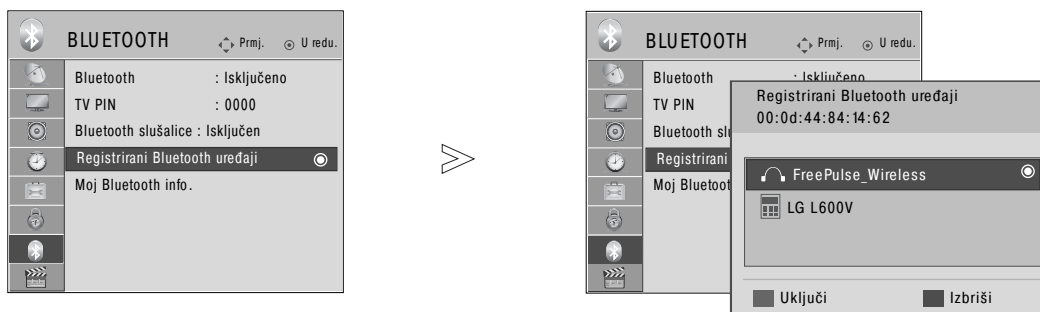 BLUETOOTH Prmj. U redu.
Bluetooth : Isključeno
TV PIN : 0000
Bluetooth slušalice : Isključen
Registrirani Bluetooth uređaji
Moj Bluetooth info.
BLUETOOTH Prmj. U redu.
Bluetooth : Isključeno
TV PIN
Bluetooth slu
Registrirani
Moj Bluetoot
Registrirani Bluetooth uređaji
00:0d:44:84:14:62
FreePulse_Wireless
LG L600V
Uključi Izbriši